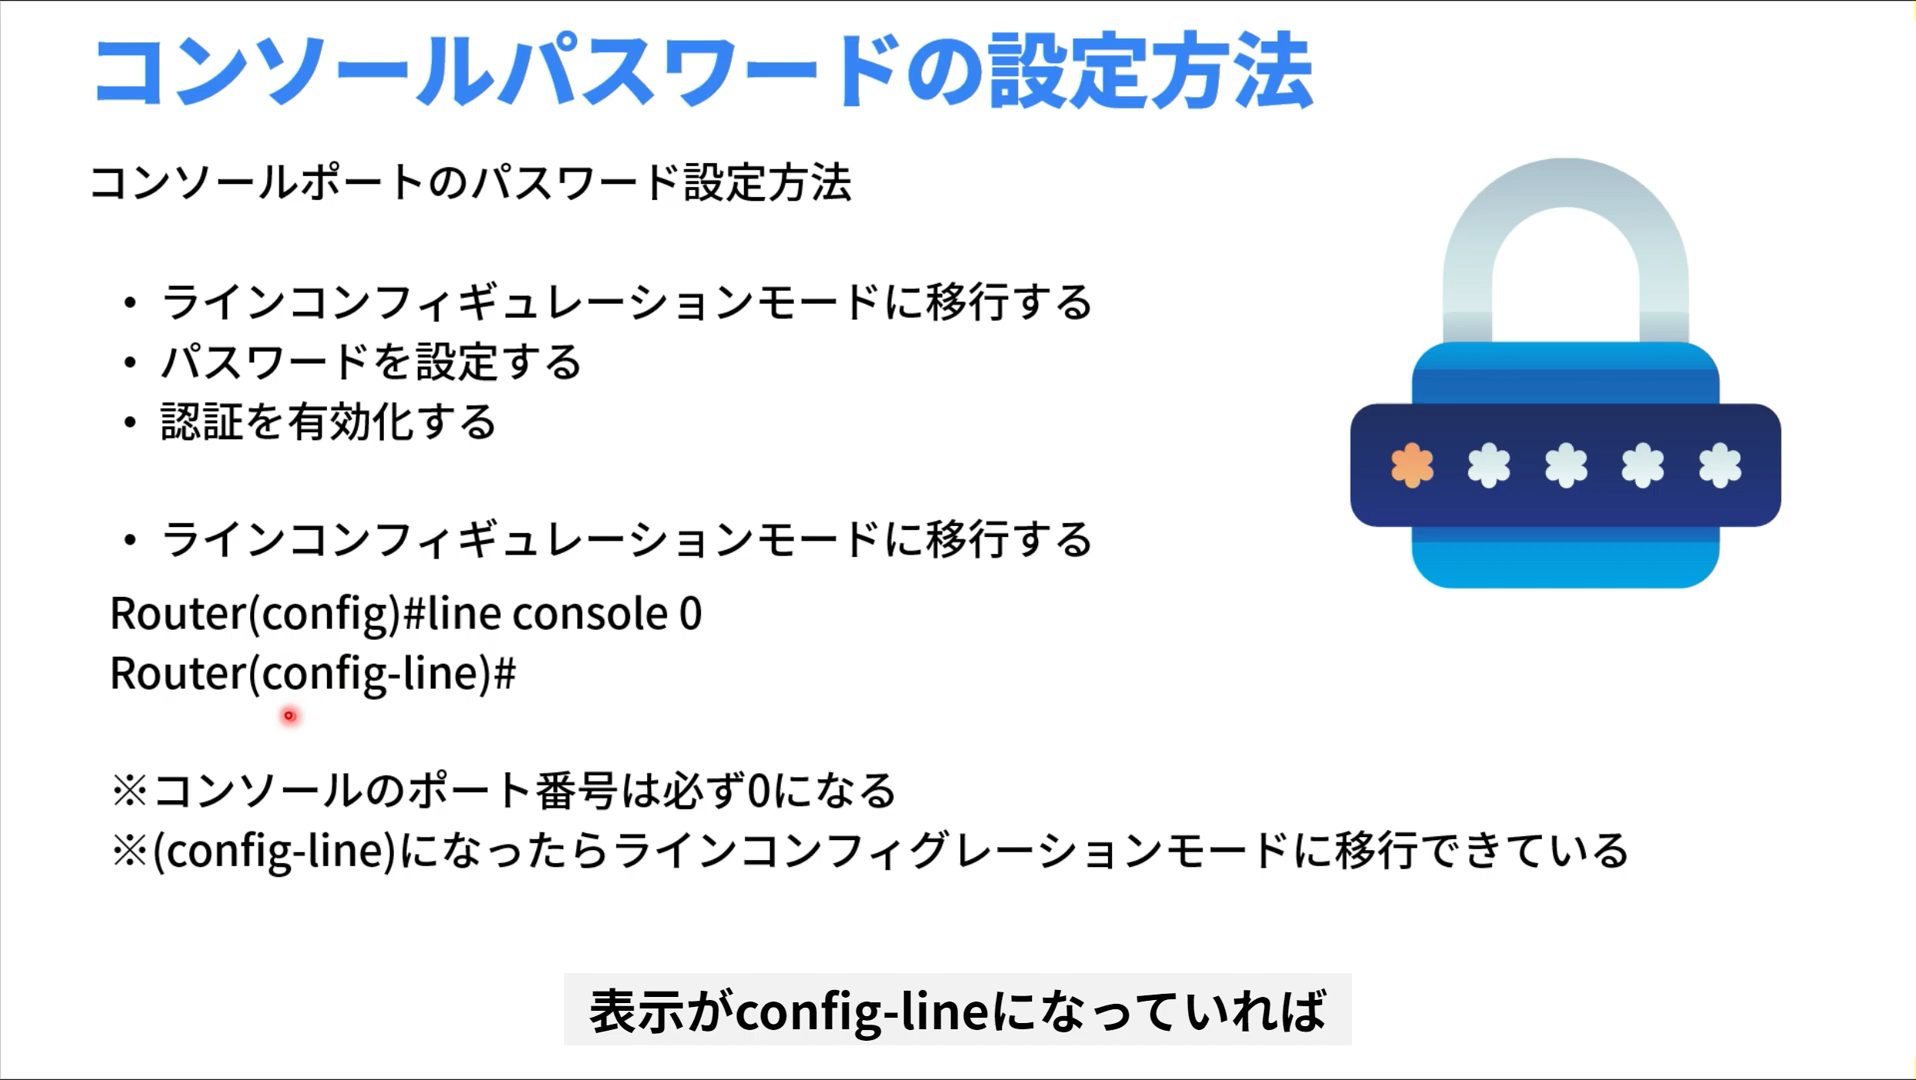 コンソールパスワードの設定方法
コンソールポートのパスワード設定方法
• ラインコンフィギュレーションモードに移行する
• パスワードを設定する
• 認証を有効化する
• ラインコンフィギュレーションモードに移行する
Router(config)#line console 0
Router(config-line)#
※コンソールのポート番号は必ず0になる
※(config-line)になったらラインコンフィグレーションモードに移行できている
表示がconfig-lineになっていれば